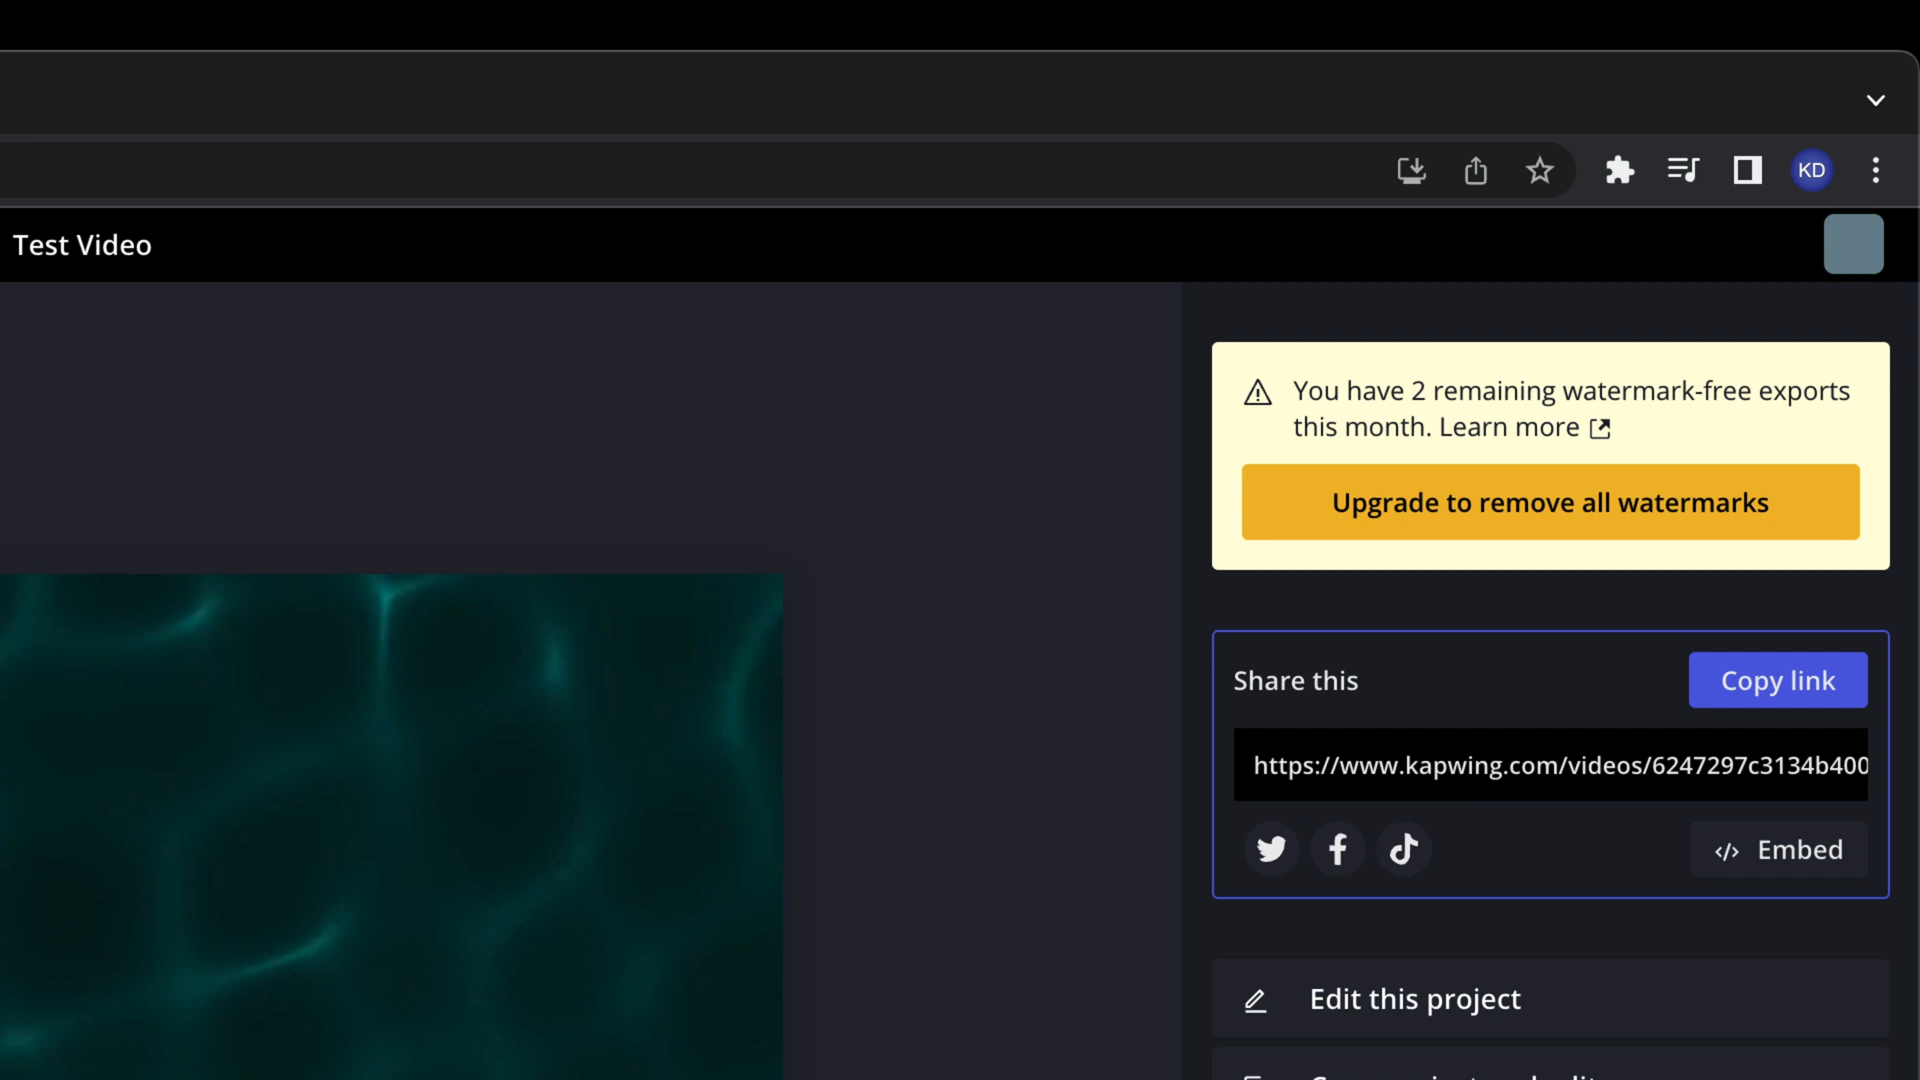 KD
Test Video
You have 2 remaining watermark-free exports
this month. Learn more
Upgrade to remove all watermarks
Share this
Copy link
https://www.kapwing.com/videos/6247297c3134b400
Embed
Edit this project